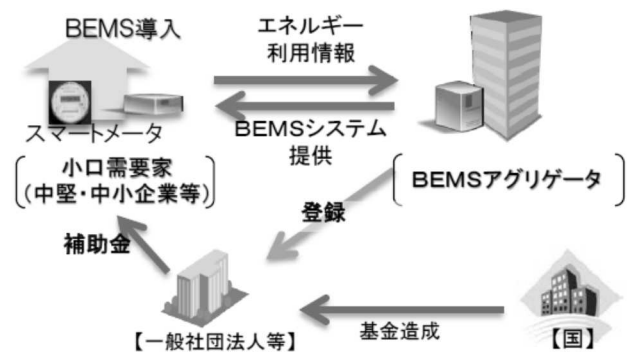 BEMS導入
エネルギー
利用情報
スマートメータ
BEMSシステム
提供
小口需要家
(中堅・中小企業等)
BEMSアグリゲータ
登録
補助金
【一般社団法人等】
基金造成
【国】